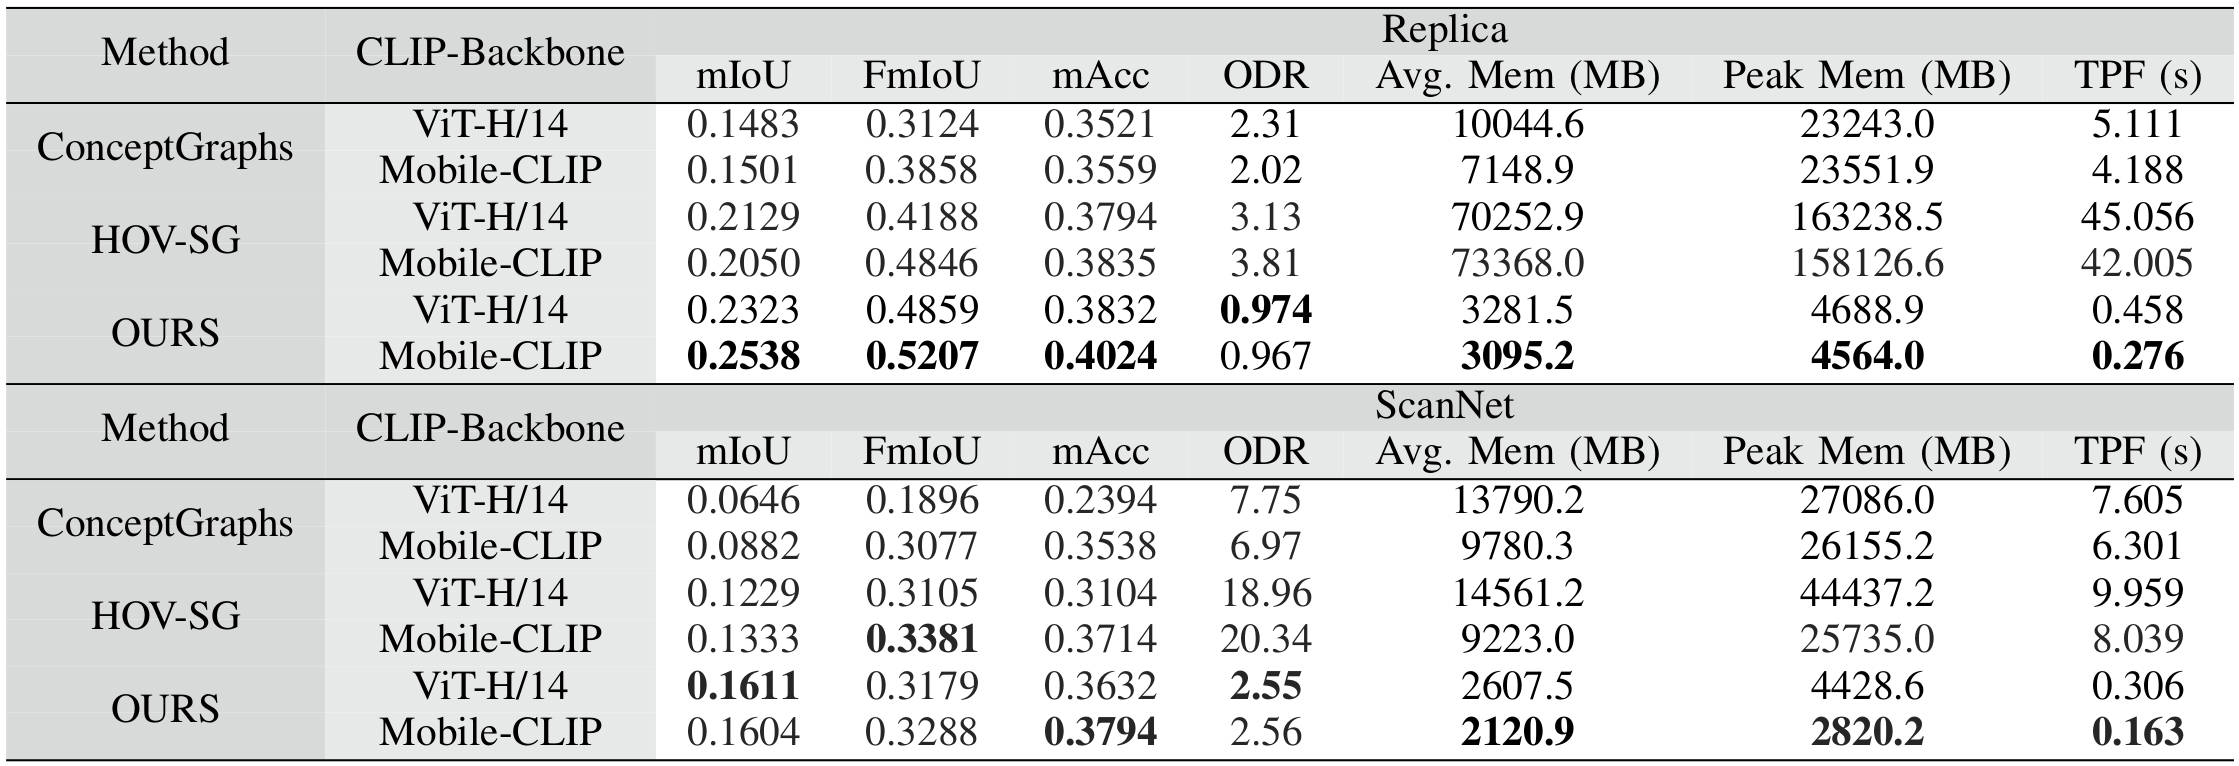 Method CLIP-Backbone Replica
mIoU FmIoU mAcc ODR Avg. Mem (MB) Peak Mem (MB) TPF (s)
ConceptGraphs ViT-H/14 0.1483 0.3124 0.3521 2.31 10044.6 23243.0 5.111
Mobile-CLIP 0.1501 0.3858 0.3559 2.02 7148.9 23551.9 4.188
HOV-SG ViT-H/14 0.2129 0.4188 0.3794 3.13 70252.9 163238.5 45.056
Mobile-CLIP 0.2050 0.4846 0.3835 3.81 73368.0 158126.6 42.005
OURS ViT-H/14 0.2323 0.4859 0.3832 0.974 3281.5 4688.9 0.458
Mobile-CLIP 0.2538 0.5207 0.4024 0.967 3095.2 4564.0 0.276
Method CLIP-Backbone ScanNet
mIoU FmIoU mAcc ODR Avg. Mem (MB) Peak Mem (MB) TPF (s)
ConceptGraphs ViT-H/14 0.0646 0.1896 0.2394 7.75 13790.2 27086.0 7.605
Mobile-CLIP 0.0882 0.3077 0.3538 6.97 9780.3 26155.2 6.301
HOV-SG ViT-H/14 0.1229 0.3105 0.3104 18.96 14561.2 44437.2 9.959
Mobile-CLIP 0.1333 0.3381 0.3714 20.34 9223.0 25735.0 8.039
OURS ViT-H/14 0.1611 0.3179 0.3632 2.55 2607.5 4428.6 0.306
Mobile-CLIP 0.1604 0.3288 0.3794 2.56 2120.9 2820.2 0.163